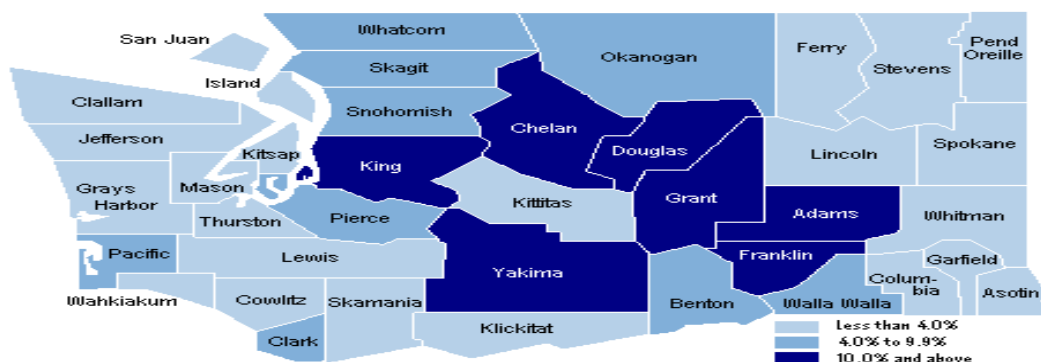 San Juan
Whatcom
Okanogan
Ferry
Pend
Oreille
Stevens
Skagit
Island
Clallam
Snohomish
Jefferson
Chelan
Kitsap
Douglas
Lincoln
Spokane
King
Grays
Harbor
Mason
Kittitas
Grant
Adams
Thurston
Pierce
Whitman
Pacific
Lewis
Yakima
Franklin
Garfield
Colum-
bia
Asotin
Wahkiakum
Cowlitz
Skamania
Benton
Walla Walla
Klickitat
Clark
less than 4.0%
4.0% to 9.9%
10.0% and above